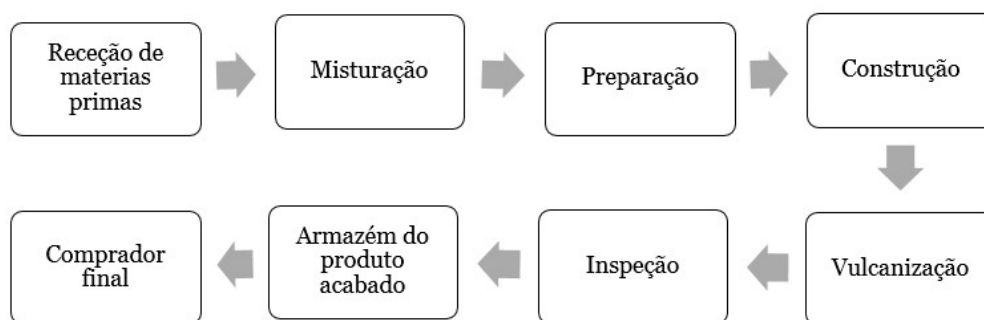 Receção de
materias
primas
Misturação
Preparação
Construção
Vulcanização
Inspeção
Armazém do
produto
acabado
Comprador
final